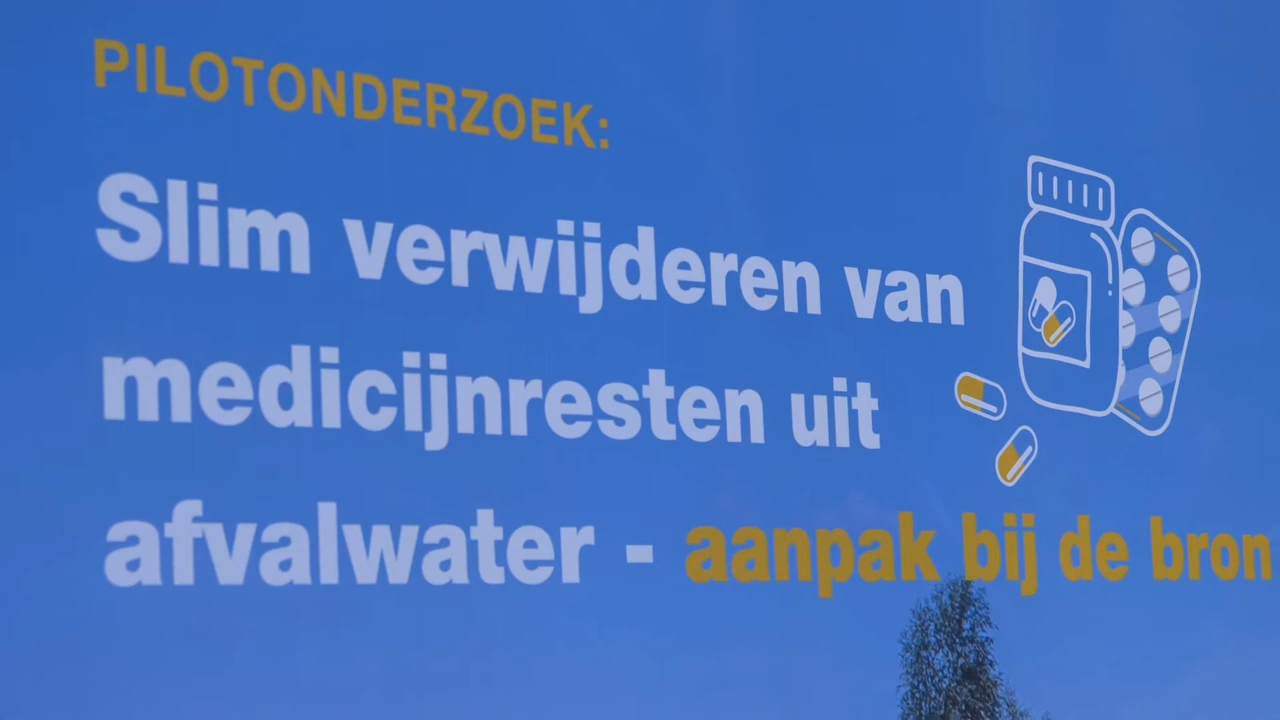 PILOTONDERZOEK:
Slim verwijderen van
medicijnresten uit
afvalwater - aanpak bij de bron